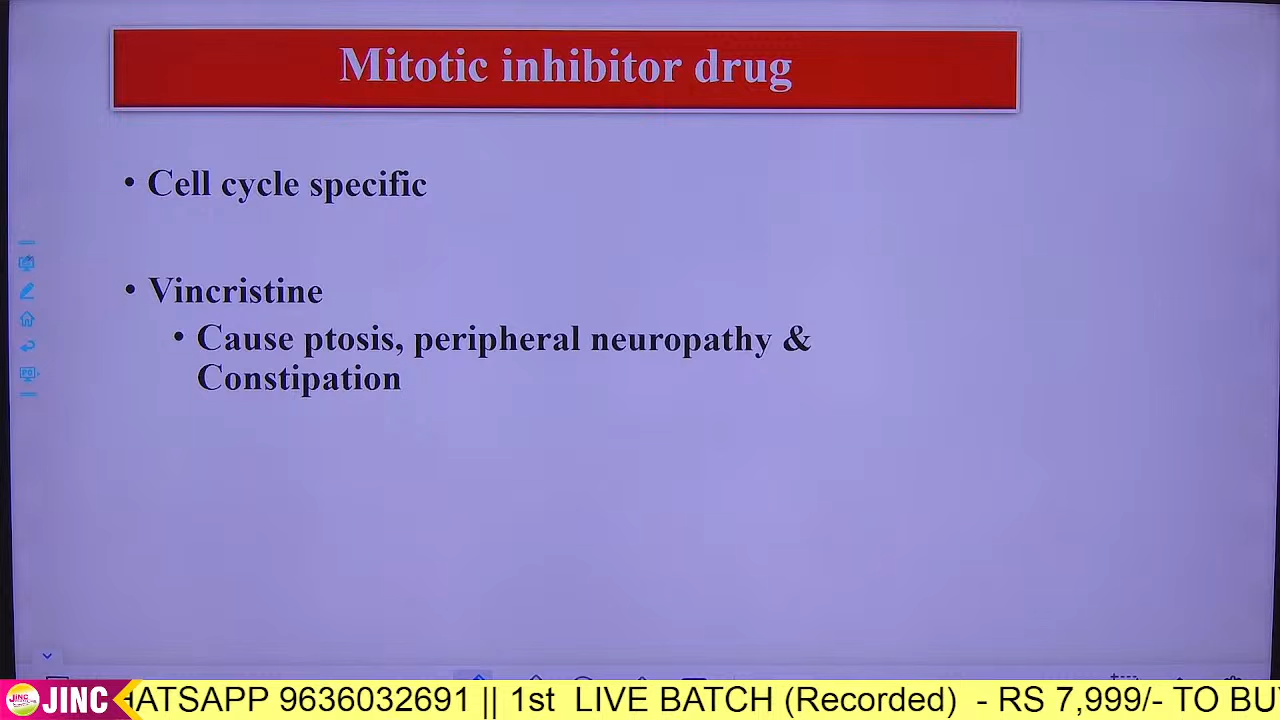 Mitotic inhibitor drug
• Cell cycle specific
• Vincristine
• Cause ptosis, peripheral neuropathy &
Constipation
JINC
HATSAPP 9636032691 || 1st LIVE BATCH (Recorded) - RS 7,999/- TO BU